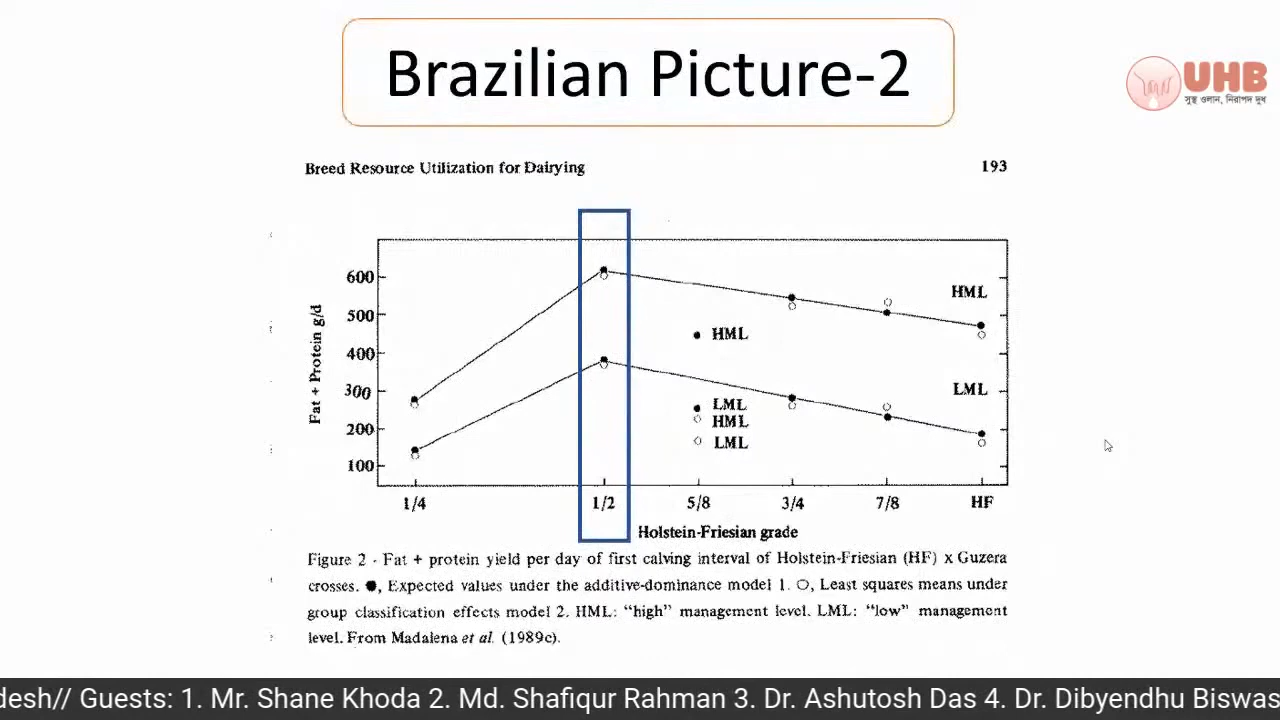 Brazilian Picture-2
UHB
সুস্থ ওলান, নিরাপদ দুধ
Breed Resource Utilization for Dairying 193
600
500
400
300
200
100
Fat + Protein g/d
HML
HML
LML
LML
HML
LML
1/4 1/2 5/8 3/4 7/8 HF
Holstein-Friesian grade
Figure 2 - Fat + protein yield per day of first calving interval of Holstein-Friesian (HF) x Guzera
crosses. ●, Expected values under the additive-dominance model 1. ○, Least squares means under
group classification effects model 2. HML: “high” management level. LML: “low” management
level. From Madalena et al. (1989c).
desh// Guests: 1. Mr. Shane Khoda 2. Md. Shafiqur Rahman 3. Dr. Ashutosh Das 4. Dr. Dibyendhu Biswas